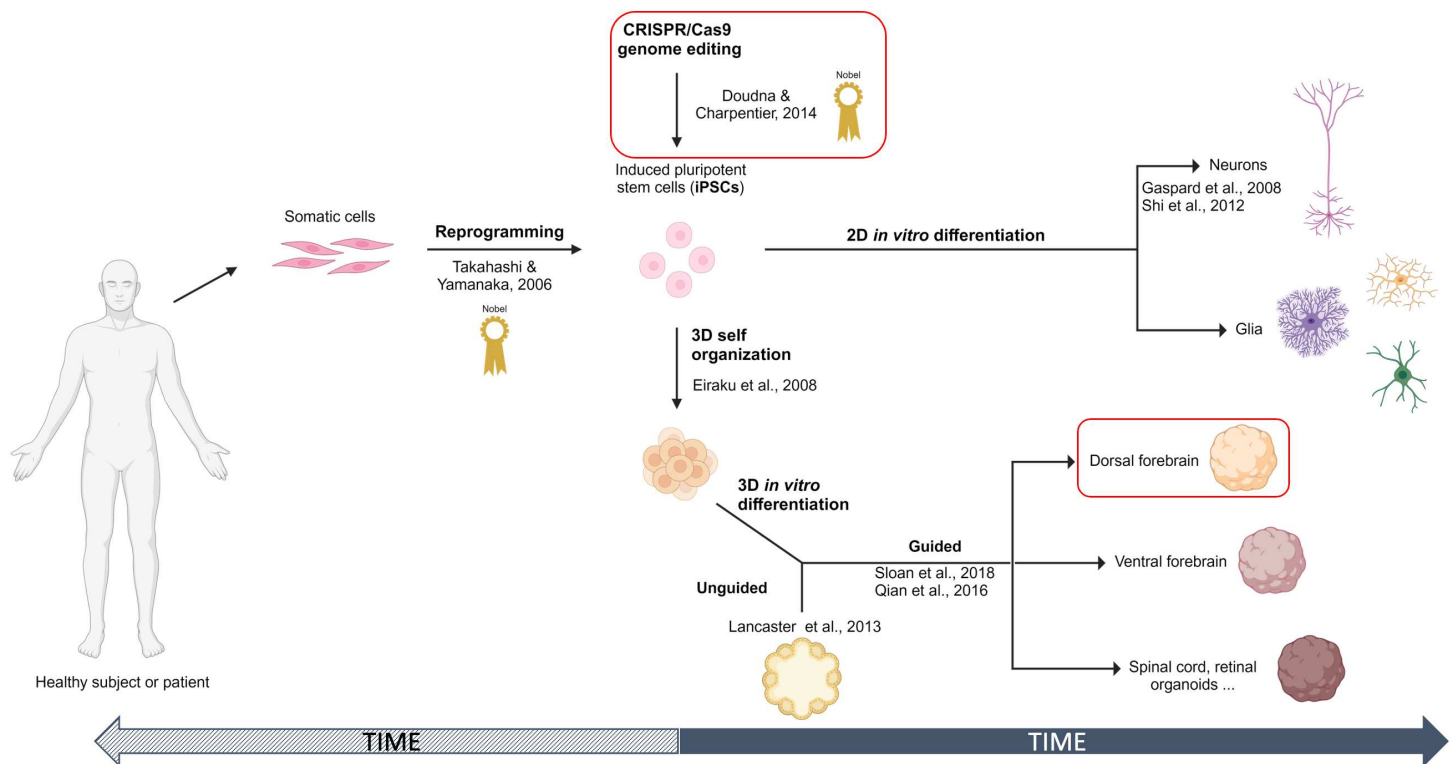 CRISPR/Cas9
genome editing
Nobel
Doudna &
Charpentier, 2014
Induced pluripotent
stem cells (iPSCs)
Somatic cells
Reprogramming
Takahashi &
Yamanaka, 2006
Nobel
2D in vitro differentiation
Neurons
Gaspard et al., 2008
Shi et al., 2012
Glia
3D self
organization
Eiraku et al., 2008
3D in vitro
differentiation
Unguided
Lancaster et al., 2013
Guided
Sloan et al., 2018
Qian et al., 2016
Dorsal forebrain
Ventral forebrain
Spinal cord, retinal
organoids ...
Healthy subject or patient
TIME
TIME